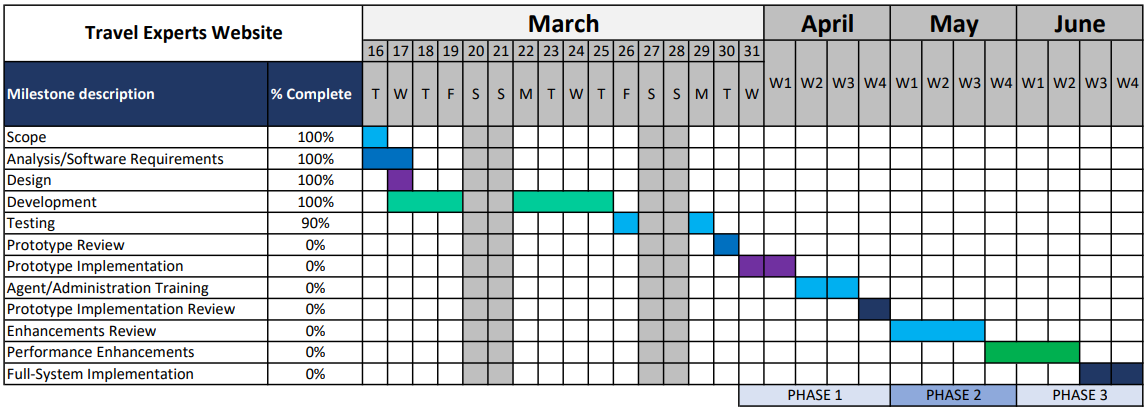 Travel Experts Website March April May June
16 17 18 19 20 21 22 23 24 25 26 27 28 29 30 31
Milestone description % Complete T W T F S S M T W T F S S M T W W1 W2 W3 W4 W1 W2 W3 W4 W1 W2 W3 W4
Scope 100%
Analysis/Software Requirements 100%
Design 100%
Development 100%
Testing 90%
Prototype Review 0%
Prototype Implementation 0%
Agent/Administration Training 0%
Prototype Implementation Review 0%
Enhancements Review 0%
Performance Enhancements 0%
Full-System Implementation 0%
PHASE 1 PHASE 2 PHASE 3